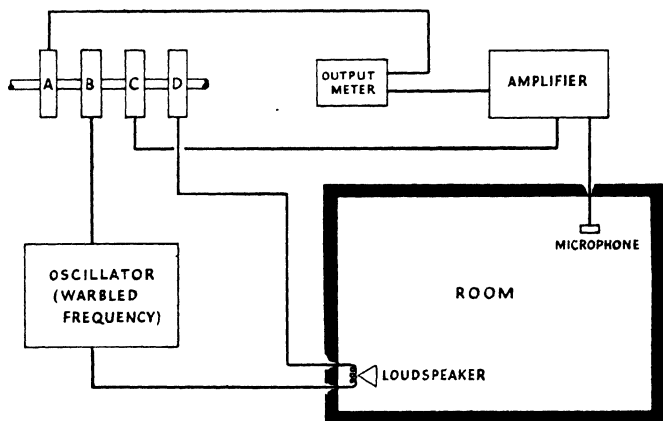 A B C D
OUTPUT
METER
AMPLIFIER
MICROPHONE
OSCILLATOR
(WARBLED
FREQUENCY)
ROOM
LOUDSPEAKER